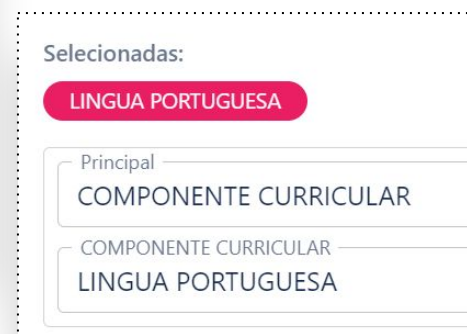 Selecionadas:
LINGUA PORTUGUESA
Principal
COMPONENTE CURRICULAR
COMPONENTE CURRICULAR
LINGUA PORTUGUESA